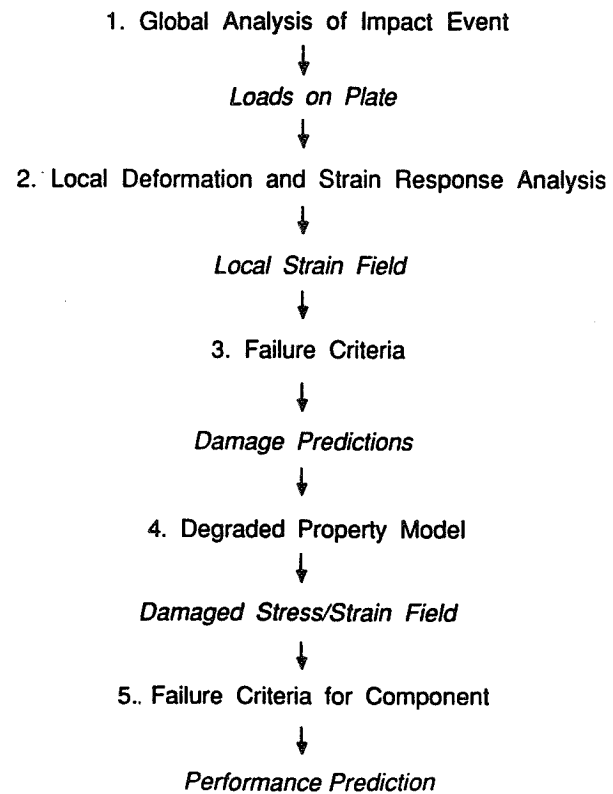 1. Global Analysis of Impact Event
Loads on Plate
2. Local Deformation and Strain Response Analysis
Local Strain Field
3. Failure Criteria
Damage Predictions
4. Degraded Property Model
Damaged Stress/Strain Field
5.. Failure Criteria for Component
Performance Prediction